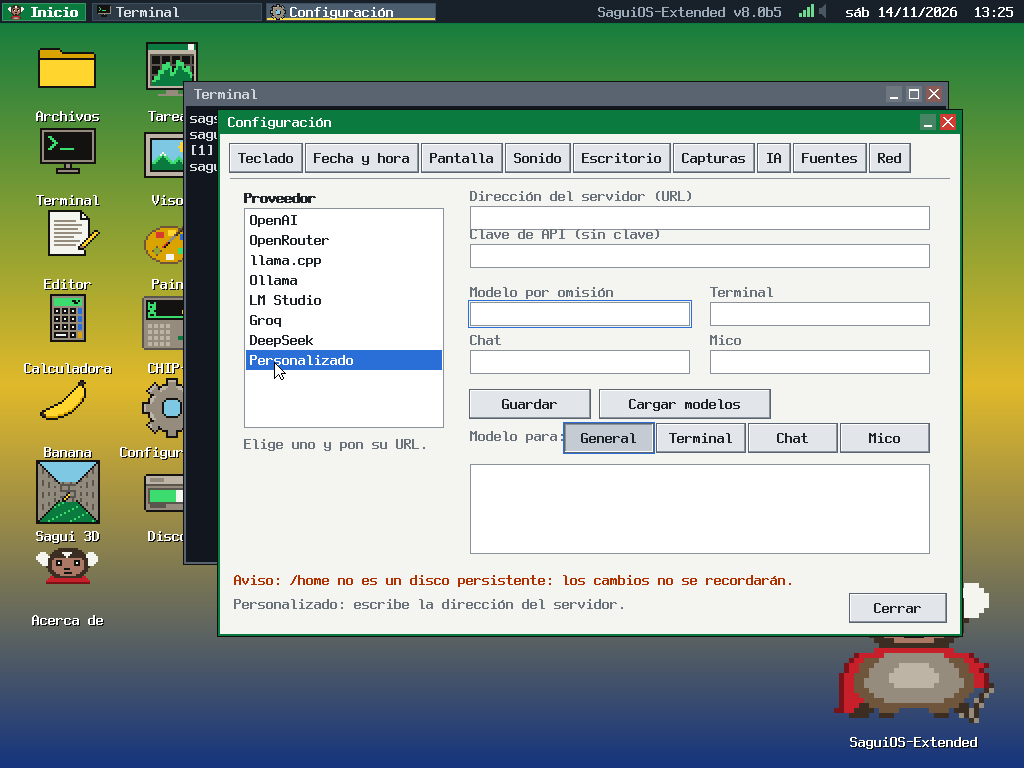 Inicio
Terminal
Configuración
SaguiOS-Extended v8.0b5
sáb 14/11/2026
13:25
Archivos
Terminal
Editor
Calculadora
Banana
Sagui 3D
Acerca de
Tarea
Viso
Pain
CHIP-
Configur
Disco
Terminal
sags
sagu
[1]
sagu
Configuración
Teclado
Fecha y hora
Pantalla
Sonido
Escritorio
Capturas
IA
Fuentes
Red
Proveedor
OpenAI
OpenRouter
llama.cpp
Ollama
LM Studio
Groq
DeepSeek
Personalizado
Elige uno y pon su URL.
Dirección del servidor (URL)
Clave de API (sin clave)
Modelo por omisión
Terminal
Chat
Mico
Guardar
Cargar modelos
Modelo para:
General
Terminal
Chat
Mico
Aviso: /home no es un disco persistente: los cambios no se recordarán.
Personalizado: escribe la dirección del servidor.
Cerrar
SaguiOS-Extended